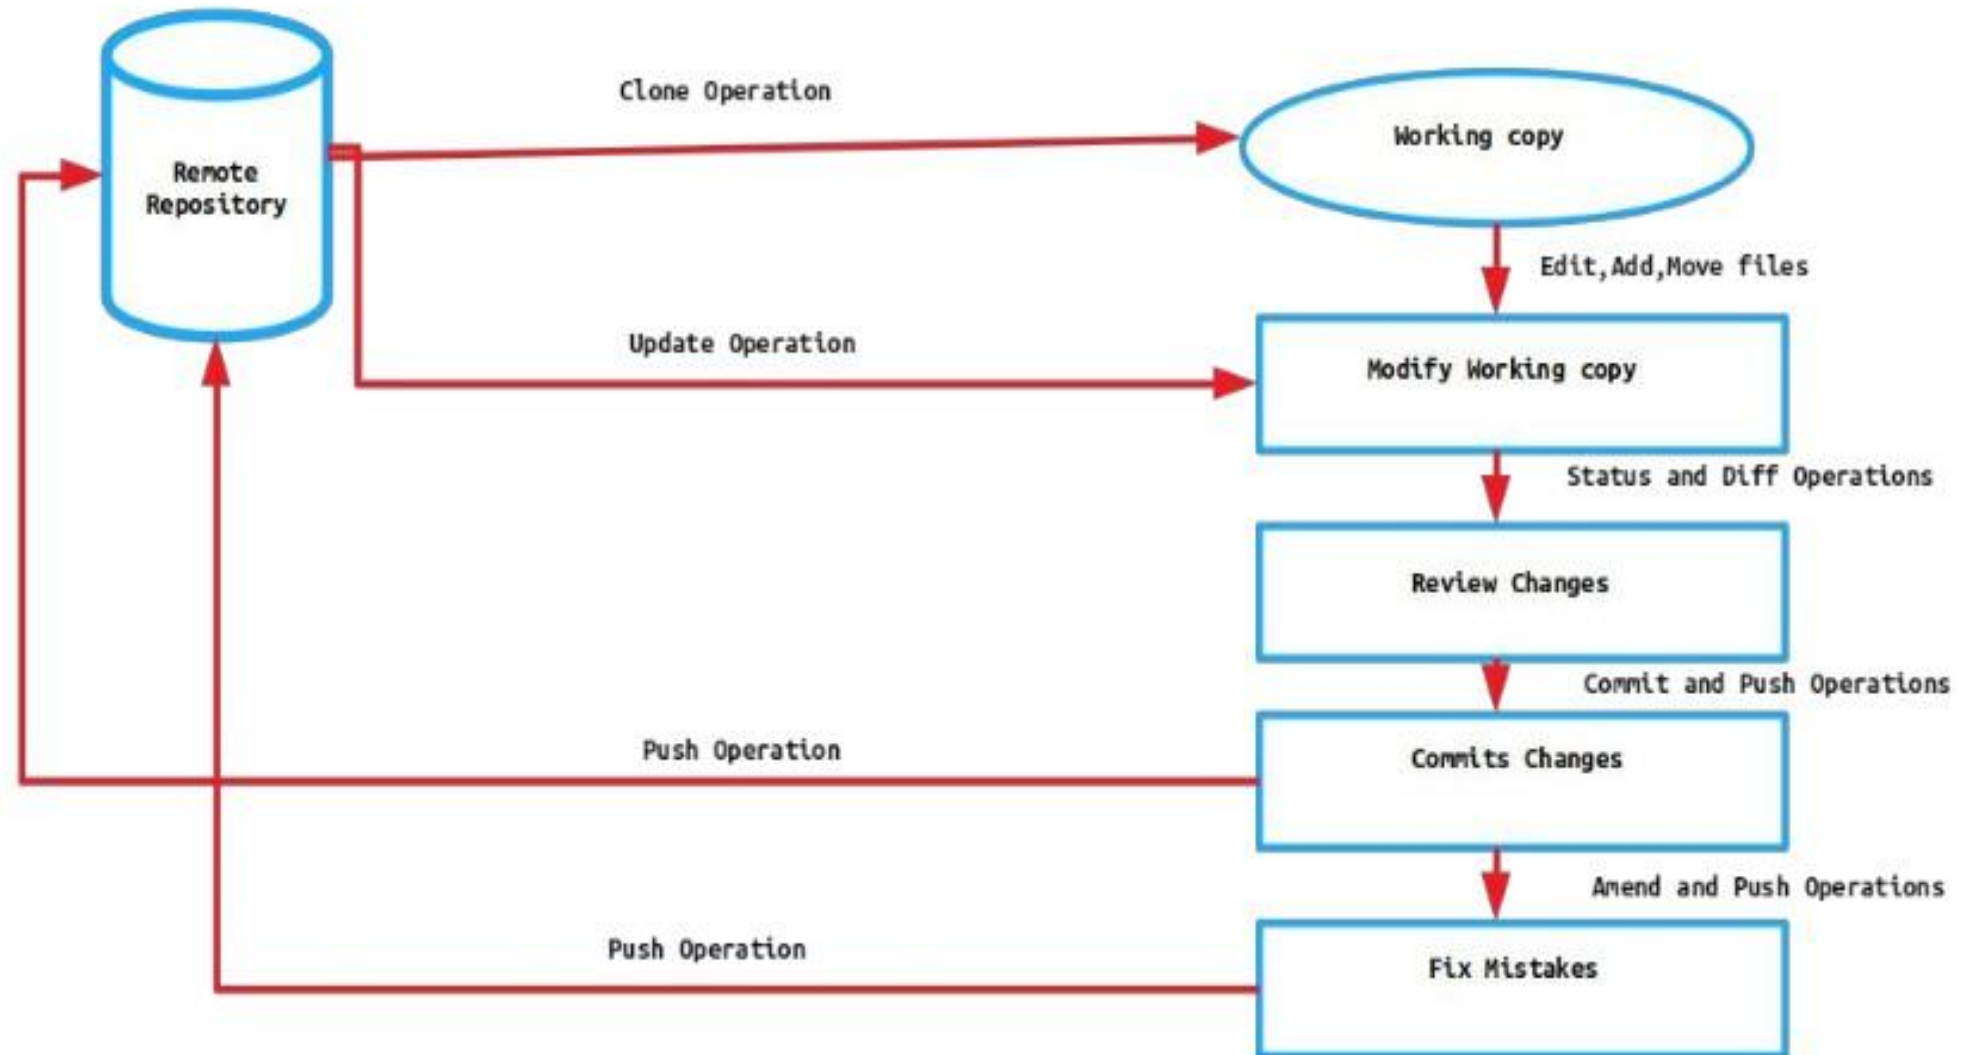 Clone Operation
Working copy
Remote
Repository
Edit,Add,Move files
Update Operation
Modify Working copy
Status and Diff Operations
Review Changes
Commit and Push Operations
Push Operation
Commits Changes
Amend and Push Operations
Push Operation
Fix Mistakes